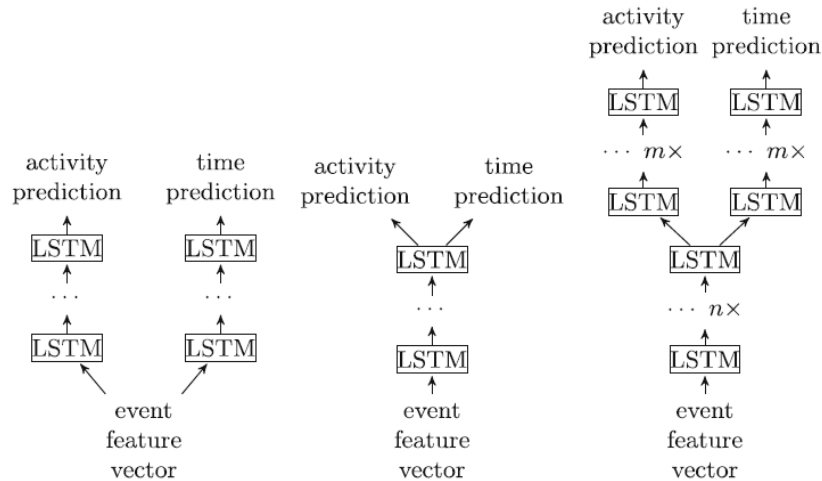 activity
prediction
time
prediction
LSTM
LSTM
··· m×
··· m×
LSTM
LSTM
LSTM
··· n×
LSTM
event
feature
vector
activity
prediction
time
prediction
LSTM
LSTM
···
···
LSTM
LSTM
event
feature
vector
activity
prediction
time
prediction
LSTM
···
LSTM
event
feature
vector